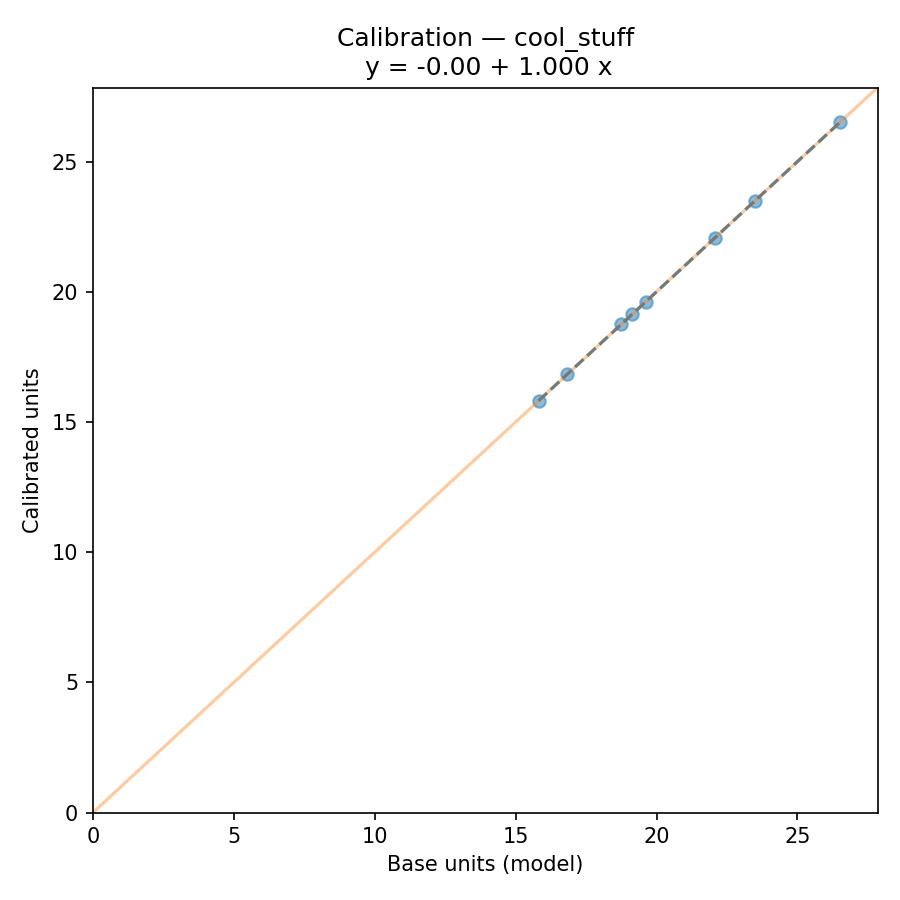 Calibration — cool_stuff
y = -0.00 + 1.000 x
Calibrated units
25
20
15
10
5
0
0 5 10 15 20 25
Base units (model)